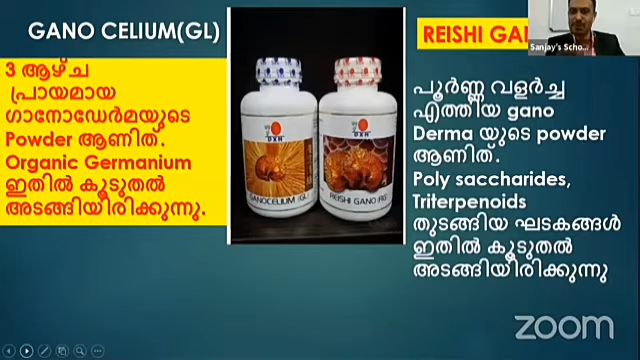 GANO CELIUM(GL)
3 ആഴ്ച
പ്രായമായ
ഗാനോഡേർമയുടെ
Powder ആണിത്.
Organic Germanium
ഇതിൽ കൂടുതൽ
അടങ്ങിയിരിക്കുന്നു.
DXN
GANOCELIUM (GL)
DXN
REISHI GANO (RG)
REISHI
Sanjay's Scho...
പൂർണ്ണ വളർച്ച
എത്തിയ gano
Derma യുടെ powder
ആണിത്.
Poly saccharides,
Triterpenoids
തുടങ്ങിയ ഘടകങ്ങൾ
ഇതിൽ കൂടുതൽ
അടങ്ങിയിരിക്കുന്നു
zoom